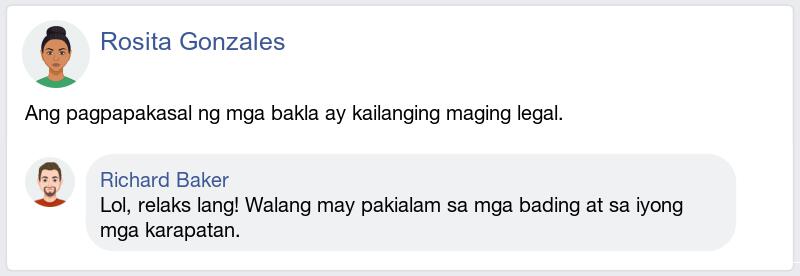 Rosita Gonzales
Ang pagpapakasal ng mga bakla ay kailanging maging legal.
Richard Baker
Lol, relaks lang! Walang may pakialam sa mga bading at sa iyong
mga karapatan.